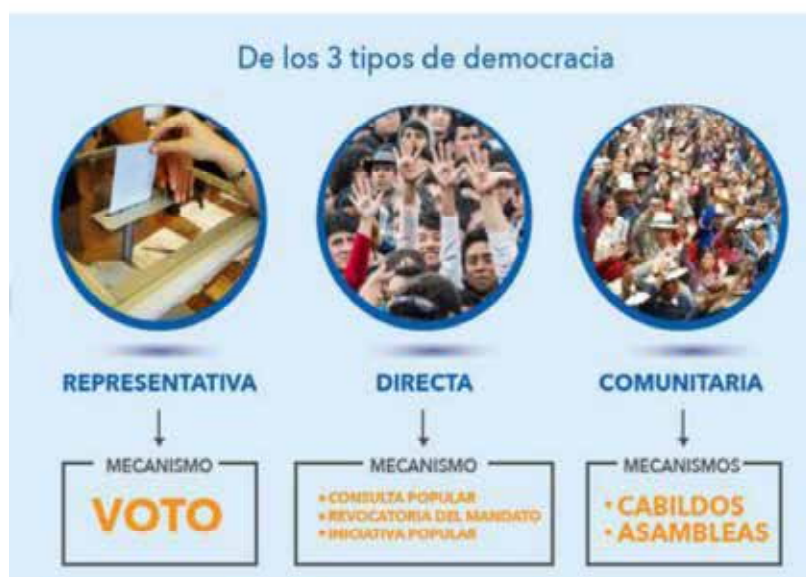 De los 3 tipos de democracia
REPRESENTATIVA
MECANISMO
VOTO
DIRECTA
MECANISMO
• CONSULTA POPULAR
• REVOCATORIA DEL MANDATO
• INICIATIVA POPULAR
COMUNITARIA
MECANISMOS
• CABILDOS
• ASAMBLEAS